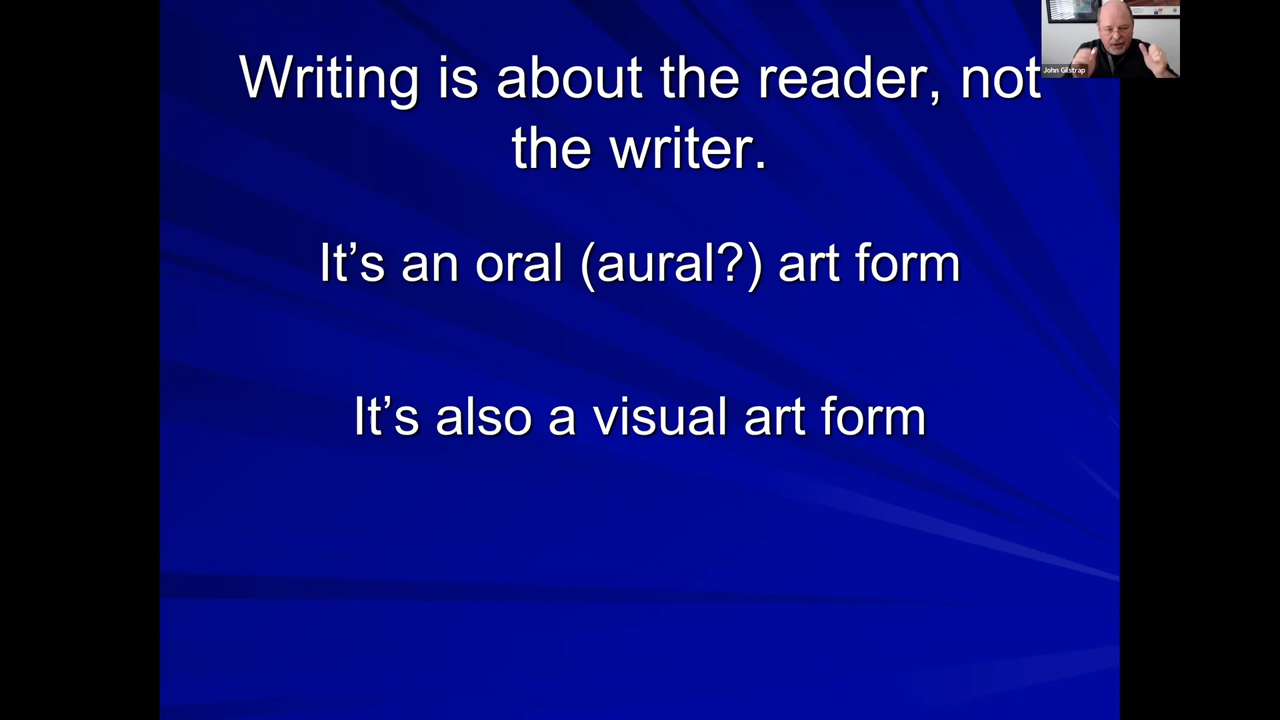 Writing is about the reader, not
the writer.
It’s an oral (aural?) art form
It’s also a visual art form
John Gilstrap